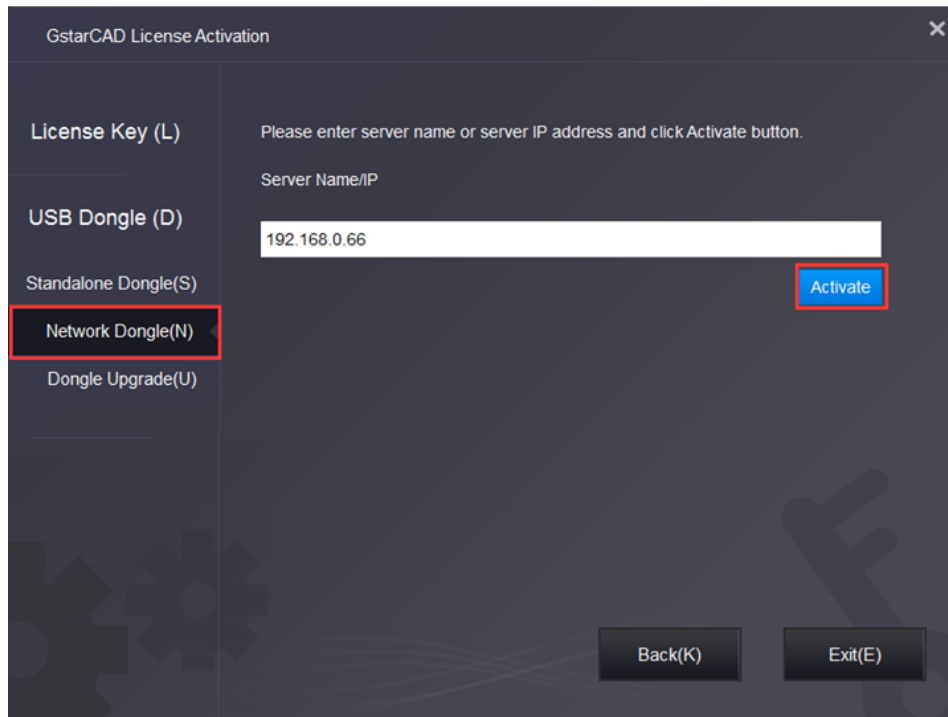 GstarCAD License Activation
License Key (L)
USB Dongle (D)
Standalone Dongle(S)
Network Dongle(N)
Dongle Upgrade(U)
Please enter server name or server IP address and click Activate button.
Server Name/IP
192.168.0.66
Activate
Back(K)
Exit(E)